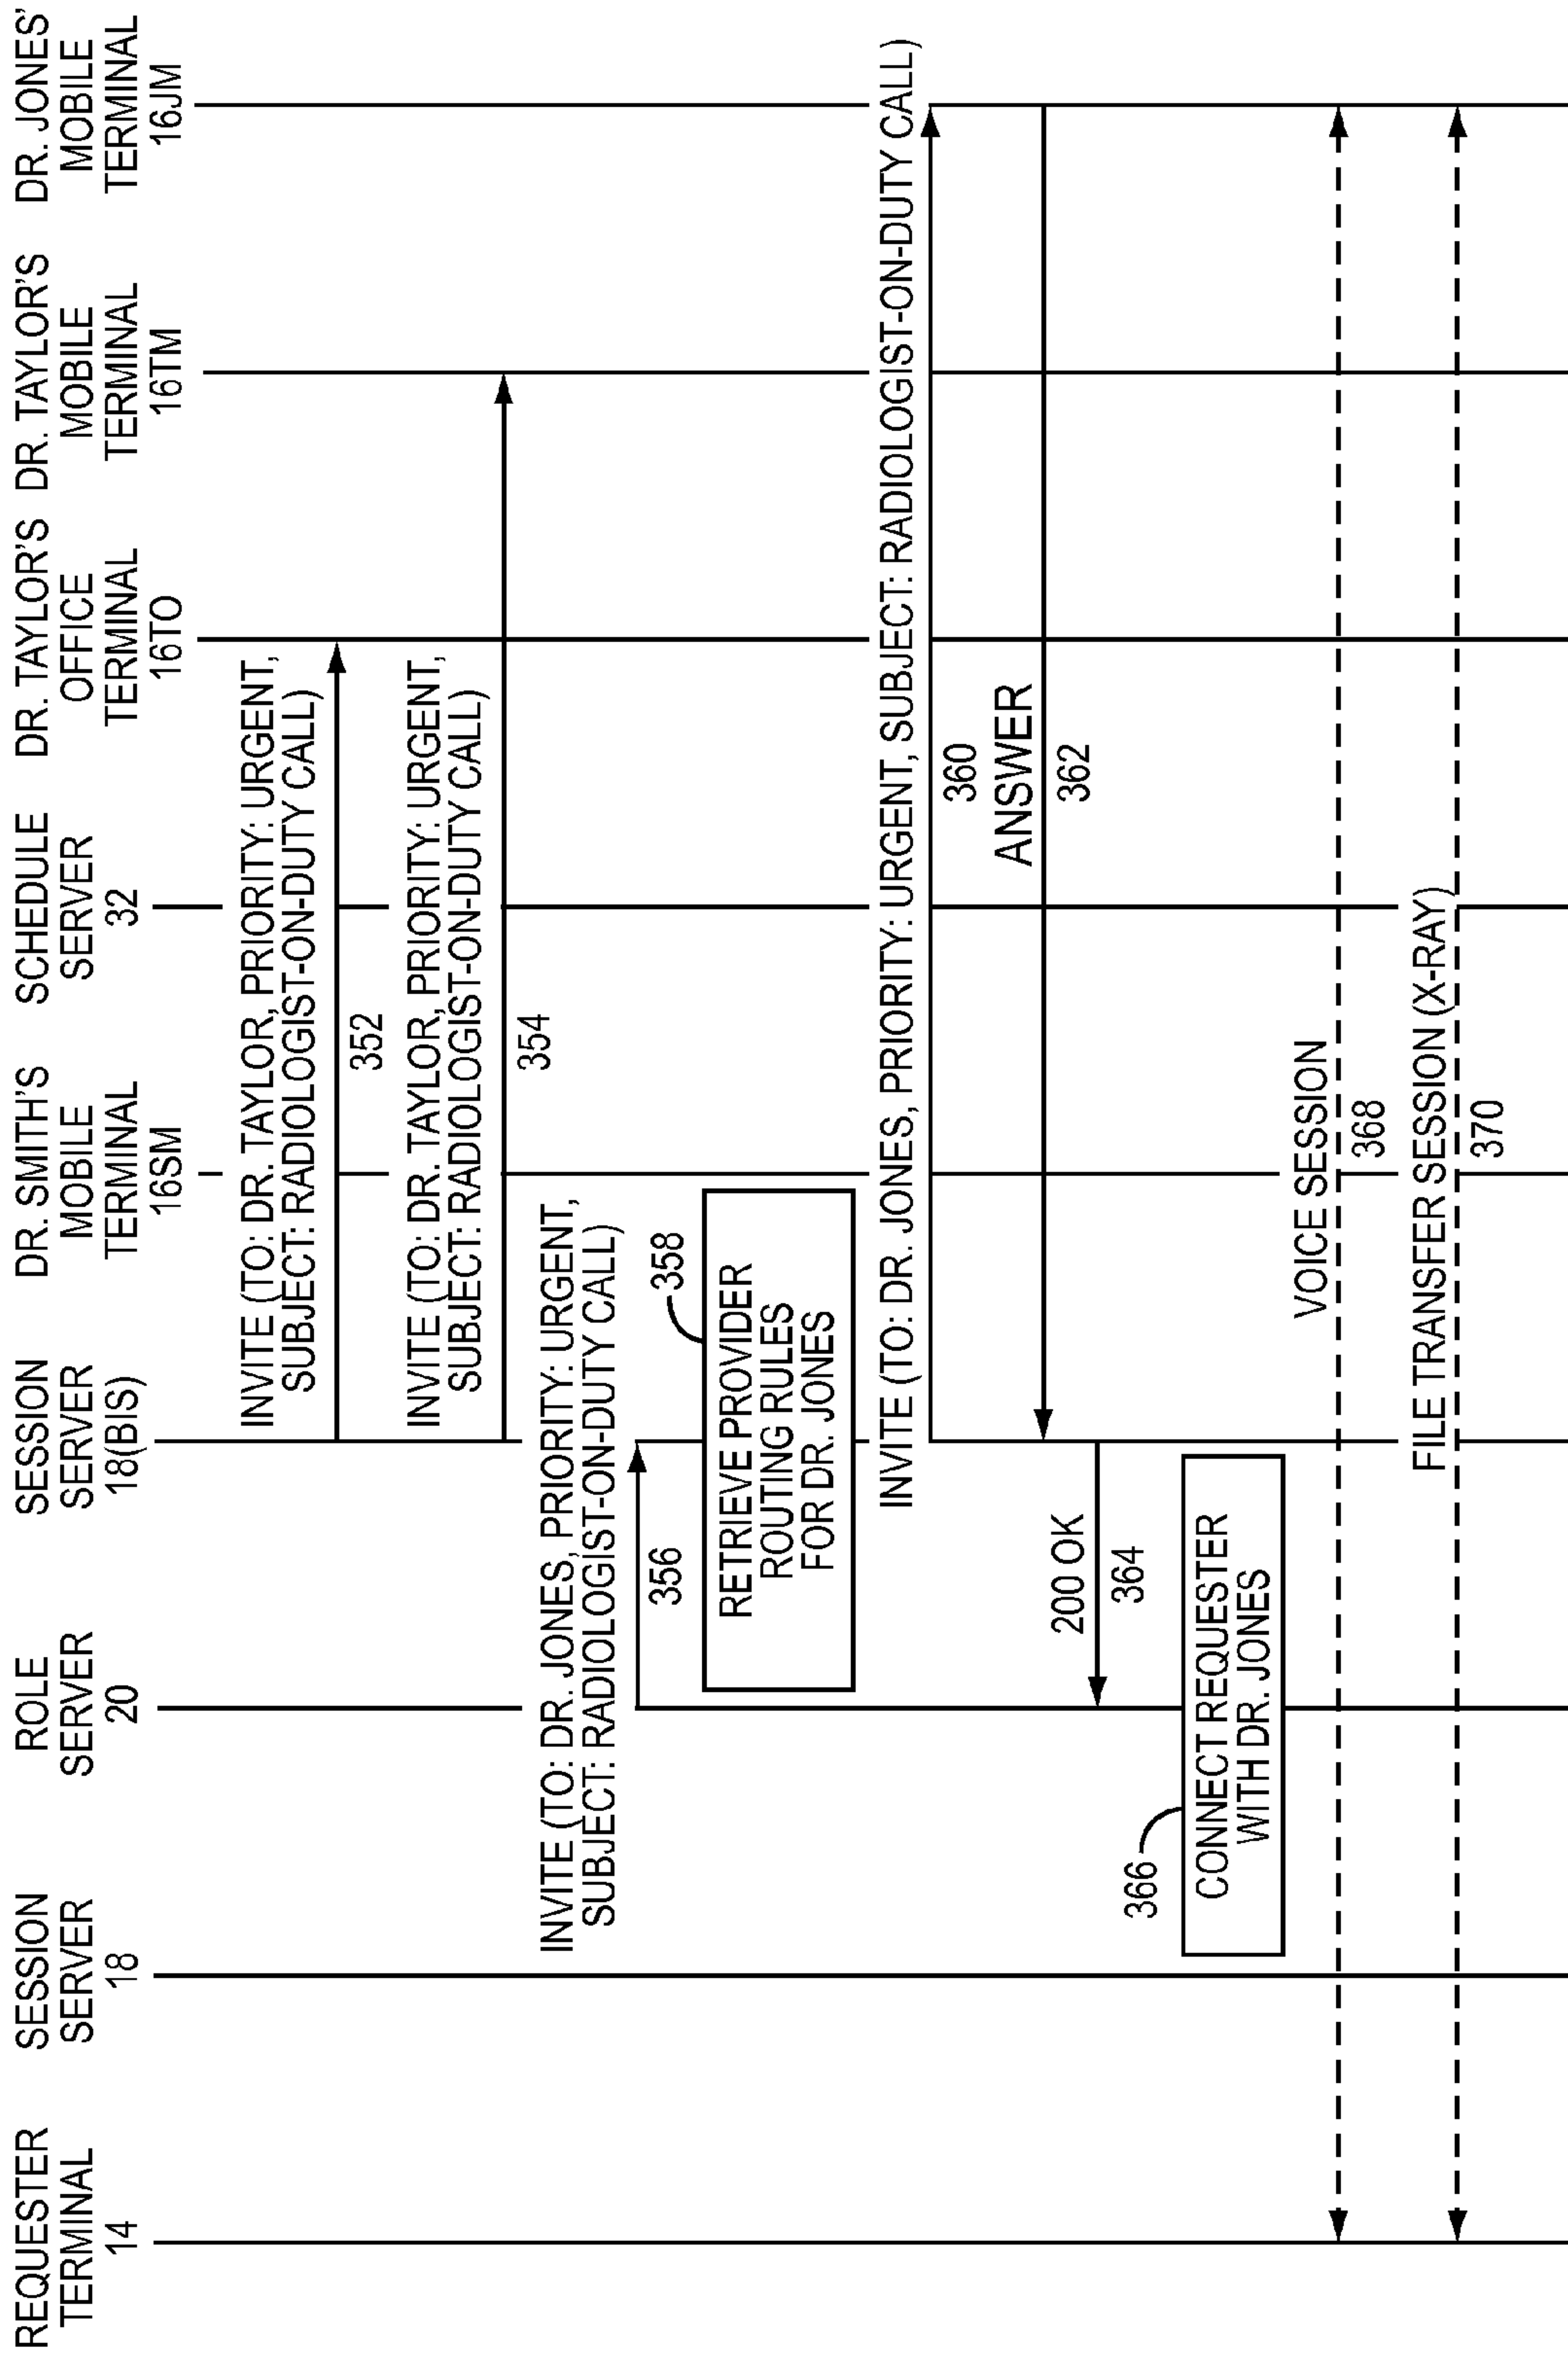 REQUESTER
TERMINAL
14
SESSION
SERVER
18
ROLE
SERVER
20
SESSION
SERVER
18(BIS)
DR. SMITH'S
MOBILE
TERMINAL
16SM
SCHEDULE
SERVER
32
DR. TAYLOR'S
OFFICE
TERMINAL
16TO
DR. TAYLOR'S
MOBILE
TERMINAL
16TM
DR. JONES'
MOBILE
TERMINAL
16JM
INVITE (TO: DR. TAYLOR, PRIORITY: URGENT,
SUBJECT: RADIOLOGIST-ON-DUTY CALL)
352
INVITE (TO: DR. TAYLOR, PRIORITY: URGENT,
SUBJECT: RADIOLOGIST-ON-DUTY CALL)
354
INVITE (TO: DR. JONES, PRIORITY: URGENT,
SUBJECT: RADIOLOGIST-ON-DUTY CALL)
356
358
RETRIEVE PROVIDER
ROUTING RULES
FOR DR. JONES
INVITE (TO: DR. JONES, PRIORITY: URGENT, SUBJECT: RADIOLOGIST-ON-DUTY CALL)
360
ANSWER
362
200 OK
364
366
CONNECT REQUESTER
WITH DR. JONES
VOICE SESSION
368
FILE TRANSFER SESSION (X-RAY)
370